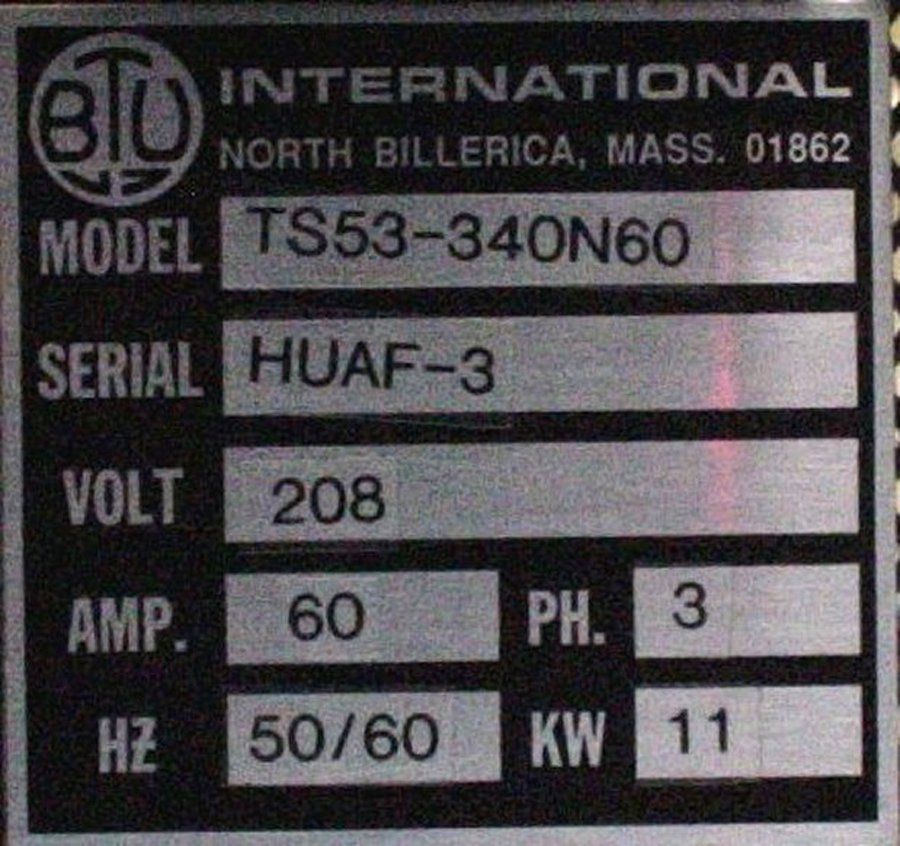 BTU INTERNATIONAL
NORTH BILLERICA, MASS. 01862
MODEL TS53-340N60
SERIAL HUAF-3
VOLT 208
AMP. 60 PH. 3
HZ 50/60 KW 11